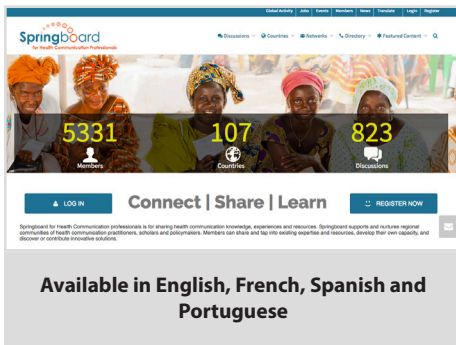 Global Activity Jobs Events Members News Translate Login Register
Springboard
for Health Communication Professionals
Discussions Countries Networks Directory Featured Content
5331 107 823
Members Countries Discussions
LOG IN Connect | Share | Learn REGISTER NOW
Springboard for Health Communication professionals is for sharing health communication knowledge, experiences and resources. Springboard supports and nurtures regional
communities of health communication practitioners, scholars and policymakers. Members can share and tap into existing expertise and resources, develop their own capacity, and
discover or contribute innovative solutions.
Available in English, French, Spanish and
Portuguese